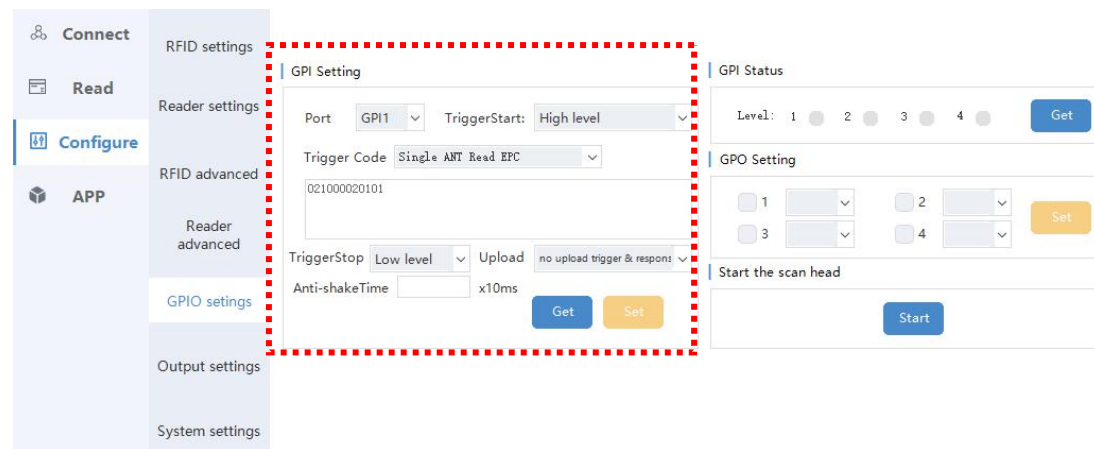 Connect
Read
Configure
APP
RFID settings
Reader settings
RFID advanced
Reader
advanced
GPIO setings
Output settings
System settings
GPI Setting
Port GPI1 TriggerStart: High level
Trigger Code Single ANT Read EPC
021000020101
TriggerStop Low level Upload no upload trigger & respons
Anti-shakeTime x10ms
Get Set
GPI Status
Level: 1 2 3 4 Get
GPO Setting
1 2
3 4
Set
Start the scan head
Start